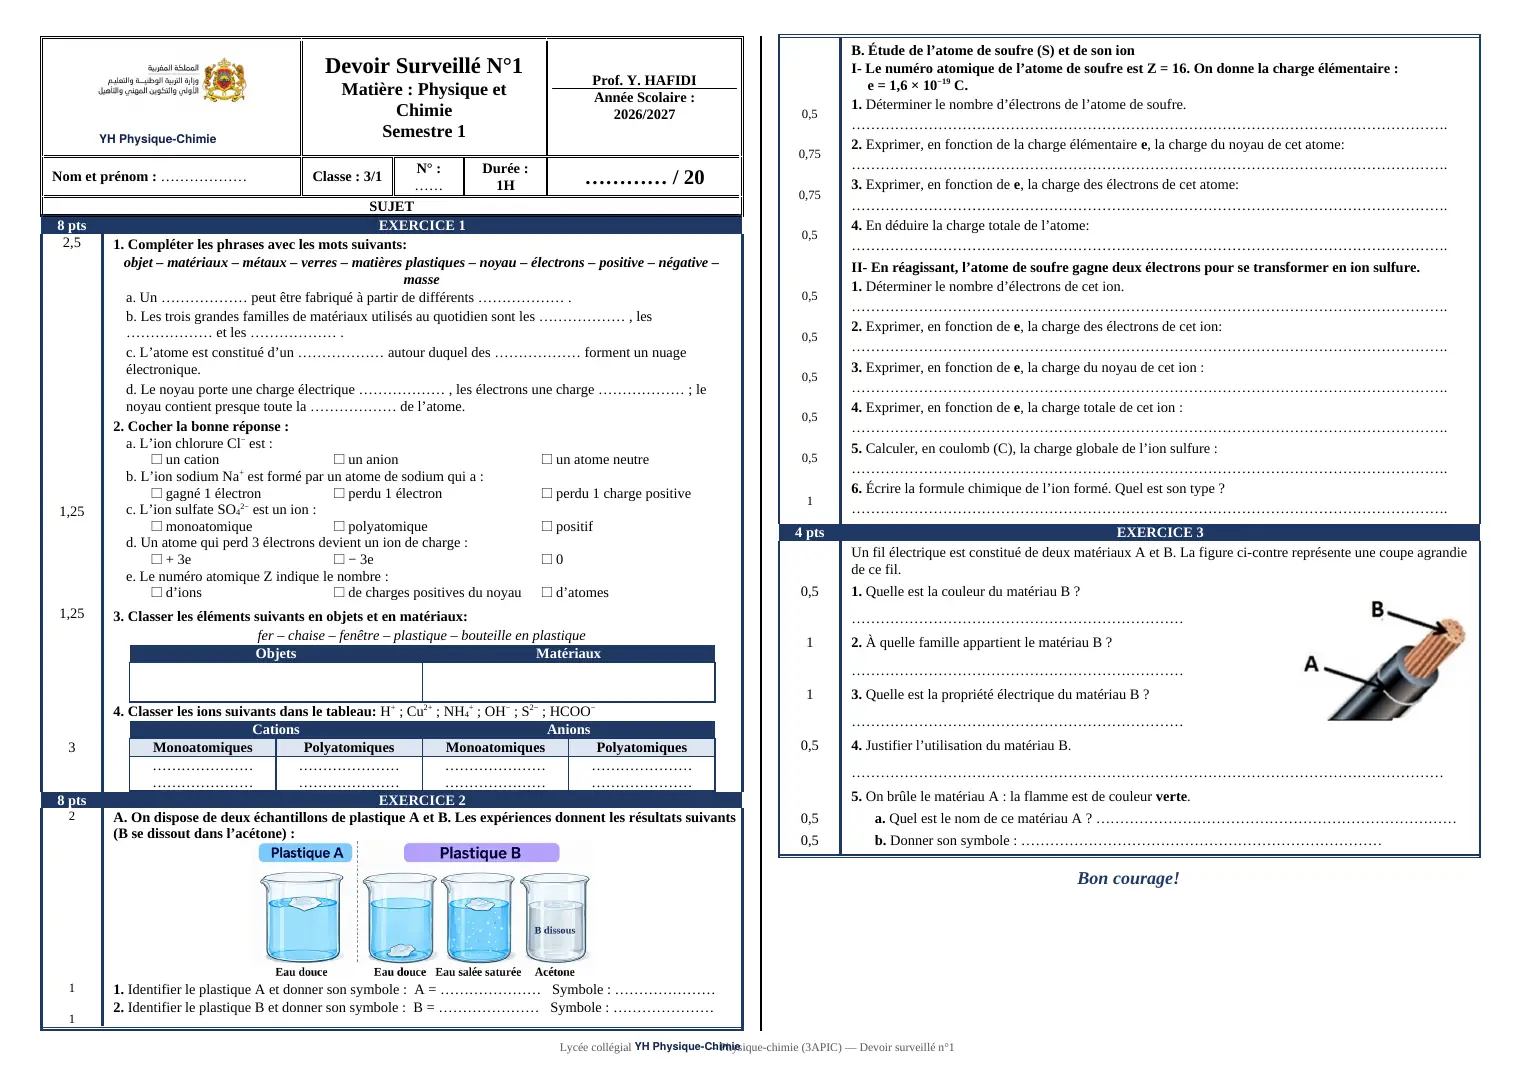 المملكة المغربية
وزارة التربية الوطنيـــة والتعليم
الأولي والتكوين المهني والتأهيل
YH Physique-Chimie
Devoir Surveillé N°1
Matière : Physique et
Chimie
Semestre 1
Prof. Y. HAFIDI
Année Scolaire :
2026/2027
Nom et prénom : ………………
Classe : 3/1
N° :
……
Durée :
1H
………… / 20
SUJET
8 pts EXERCICE 1
2,5
1. Compléter les phrases avec les mots suivants:
objet – matériaux – métaux – verres – matières plastiques – noyau – électrons – positive – négative –
masse
a. Un ……………… peut être fabriqué à partir de différents ……………… .
b. Les trois grandes familles de matériaux utilisés au quotidien sont les ……………… , les
……………… et les ……………… .
c. L’atome est constitué d’un ……………… autour duquel des ……………… forment un nuage
électronique.
d. Le noyau porte une charge électrique ……………… , les électrons une charge ……………… ; le
noyau contient presque toute la ……………… de l’atome.
2. Cocher la bonne réponse :
a. L’ion chlorure Cl⁻ est :
☐ un cation ☐ un anion ☐ un atome neutre
b. L’ion sodium Na⁺ est formé par un atome de sodium qui a :
☐ gagné 1 électron ☐ perdu 1 électron ☐ perdu 1 charge positive
1,25
c. L’ion sulfate SO₄²⁻ est un ion :
☐ monoatomique ☐ polyatomique ☐ positif
d. Un atome qui perd 3 électrons devient un ion de charge :
☐ + 3e ☐ − 3e ☐ 0
e. Le numéro atomique Z indique le nombre :
☐ d’ions ☐ de charges positives du noyau ☐ d’atomes
1,25
3. Classer les éléments suivants en objets et en matériaux:
fer – chaise – fenêtre – plastique – bouteille en plastique
Objets Matériaux
4. Classer les ions suivants dans le tableau: H⁺ ; Cu²⁺ ; NH₄⁺ ; OH⁻ ; S²⁻ ; HCOO⁻
Cations Anions
3
Monoatomiques Polyatomiques Monoatomiques Polyatomiques
………………… ………………… ………………… …………………
………………… ………………… ………………… …………………
8 pts EXERCICE 2
2
A. On dispose de deux échantillons de plastique A et B. Les expériences donnent les résultats suivants
(B se dissout dans l’acétone) :
Plastique A Plastique B
B dissous
Eau douce Eau douce Eau salée saturée Acétone
1
1. Identifier le plastique A et donner son symbole : A = ………………… Symbole : …………………
2. Identifier le plastique B et donner son symbole : B = ………………… Symbole : …………………
1
B. Étude de l’atome de soufre (S) et de son ion
I- Le numéro atomique de l’atome de soufre est Z = 16. On donne la charge élémentaire :
e = 1,6 × 10⁻¹⁹ C.
1. Déterminer le nombre d’électrons de l’atome de soufre.
0,5
……………………………………………………………………………………………………………….
2. Exprimer, en fonction de la charge élémentaire e, la charge du noyau de cet atome:
0,75
……………………………………………………………………………………………………………….
3. Exprimer, en fonction de e, la charge des électrons de cet atome:
0,75
……………………………………………………………………………………………………………….
4. En déduire la charge totale de l’atome:
0,5
……………………………………………………………………………………………………………….
II- En réagissant, l’atome de soufre gagne deux électrons pour se transformer en ion sulfure.
1. Déterminer le nombre d’électrons de cet ion.
0,5
……………………………………………………………………………………………………………….
2. Exprimer, en fonction de e, la charge des électrons de cet ion:
0,5
……………………………………………………………………………………………………………….
3. Exprimer, en fonction de e, la charge du noyau de cet ion :
0,5
……………………………………………………………………………………………………………….
4. Exprimer, en fonction de e, la charge totale de cet ion :
0,5
……………………………………………………………………………………………………………….
5. Calculer, en coulomb (C), la charge globale de l’ion sulfure :
0,5
……………………………………………………………………………………………………………….
6. Écrire la formule chimique de l’ion formé. Quel est son type ?
1
……………………………………………………………………………………………………………….
4 pts EXERCICE 3
Un fil électrique est constitué de deux matériaux A et B. La figure ci-contre représente une coupe agrandie
de ce fil.
0,5 1. Quelle est la couleur du matériau B ?
……………………………………………………………
B
1 2. À quelle famille appartient le matériau B ?
A
……………………………………………………………
1 3. Quelle est la propriété électrique du matériau B ?
……………………………………………………………
0,5 4. Justifier l’utilisation du matériau B.
……………………………………………………………………………………………………………
5. On brûle le matériau A : la flamme est de couleur verte.
0,5 a. Quel est le nom de ce matériau A ? …………………………………………………………………
0,5 b. Donner son symbole : …………………………………………………………………
Bon courage!
Lycée collégial YH Physique-Chimie Physique-chimie (3APIC) — Devoir surveillé n°1